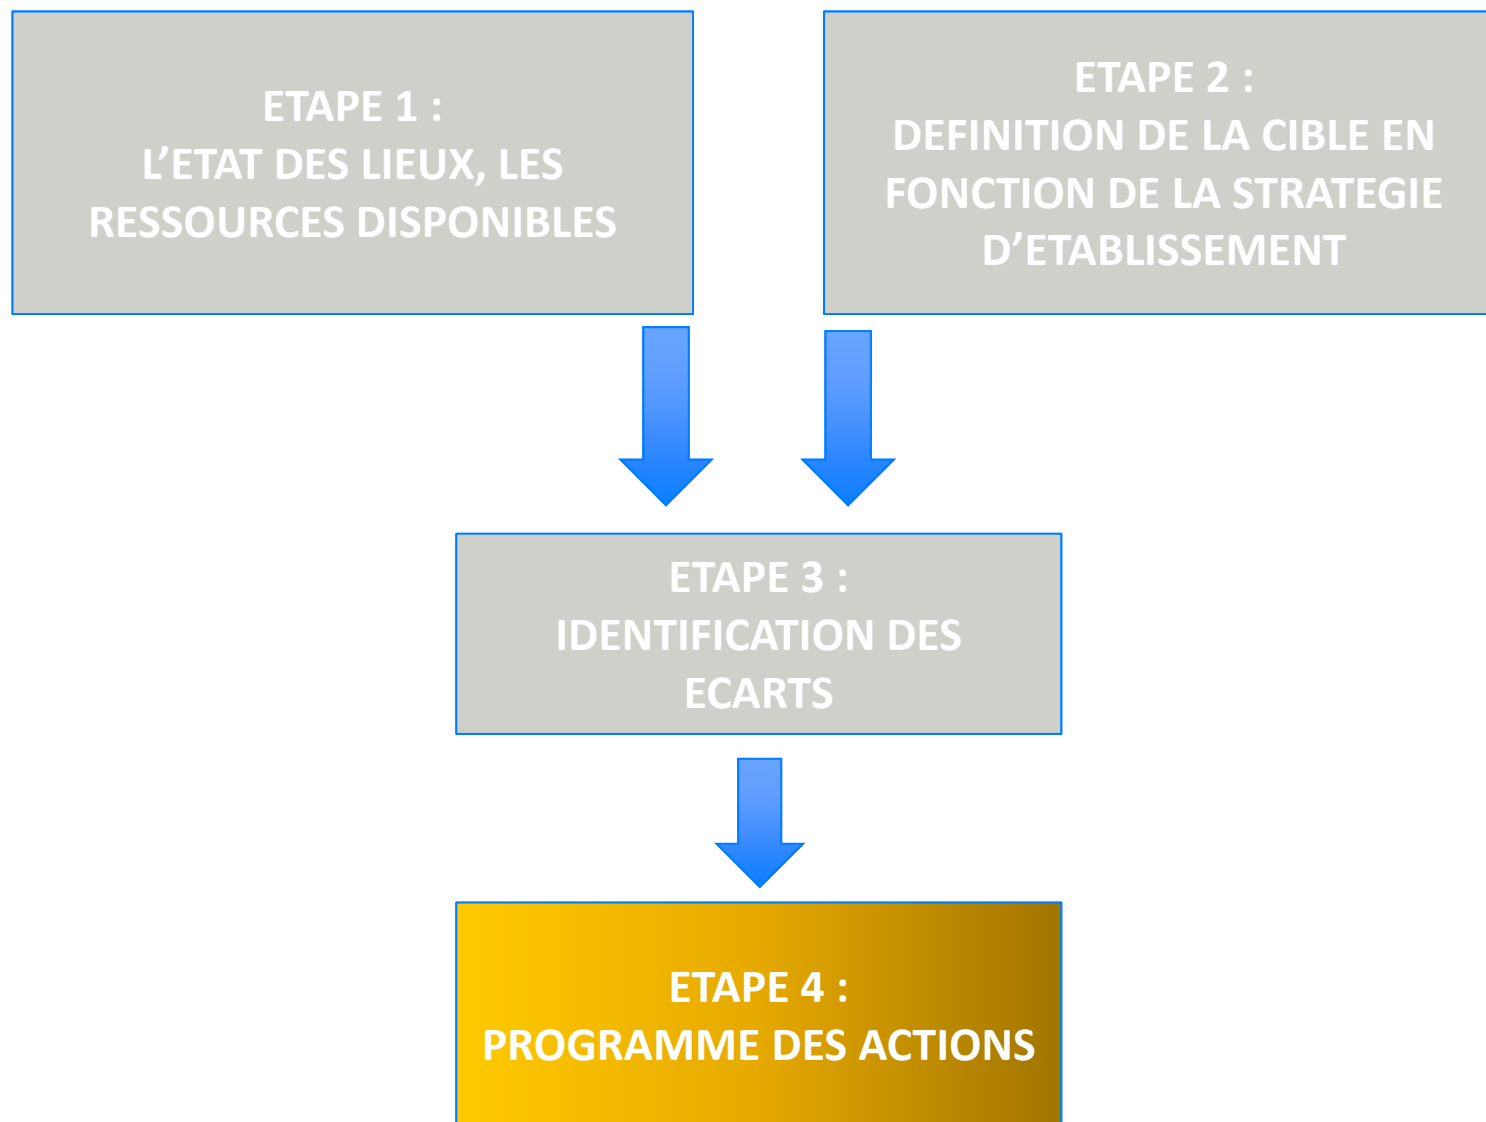 ETAPE 1 :
L’ETAT DES LIEUX, LES
RESSOURCES DISPONIBLES
ETAPE 2 :
DEFINITION DE LA CIBLE EN
FONCTION DE LA STRATEGIE
D’ETABLISSEMENT
ETAPE 3 :
IDENTIFICATION DES
ECARTS
ETAPE 4 :
PROGRAMME DES ACTIONS